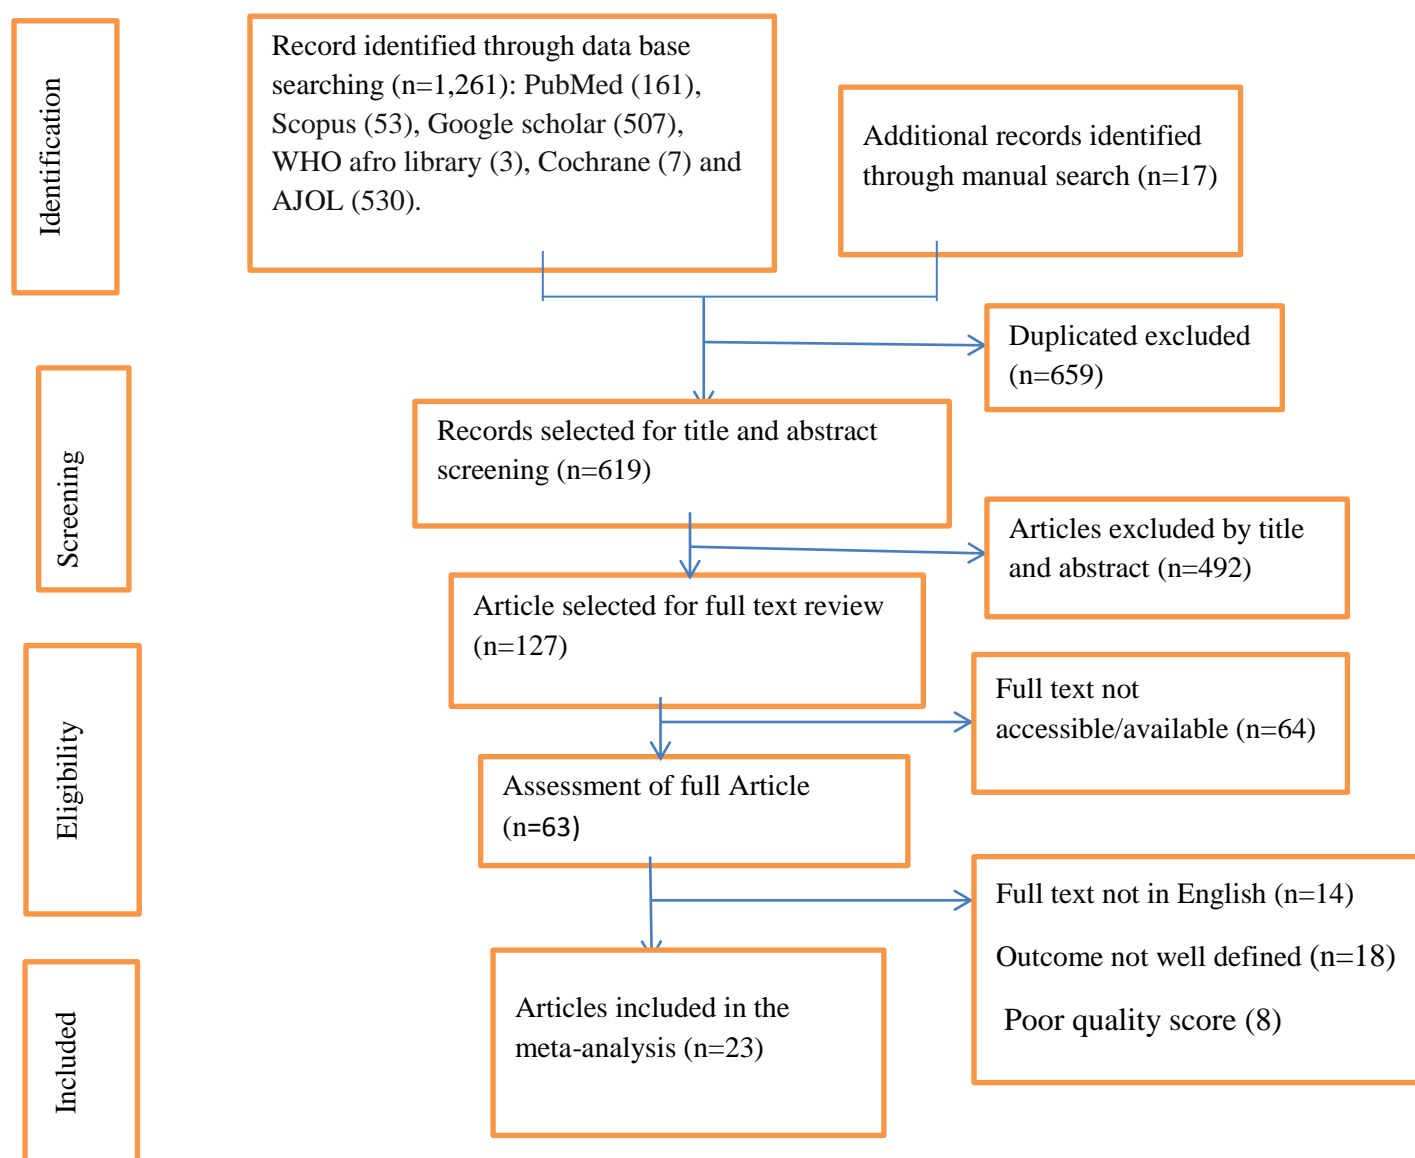 Identification
Record identified through data base
searching (n=1,261): PubMed (161),
Scopus (53), Google scholar (507),
WHO afro library (3), Cochrane (7) and
AJOL (530).
Additional records identified
through manual search (n=17)
Duplicated excluded
(n=659)
Screening
Records selected for title and abstract
screening (n=619)
Articles excluded by title
and abstract (n=492)
Article selected for full text review
(n=127)
Eligibility
Full text not
accessible/available (n=64)
Assessment of full Article
(n=63)
Full text not in English (n=14)
Outcome not well defined (n=18)
Poor quality score (8)
Included
Articles included in the
meta-analysis (n=23)